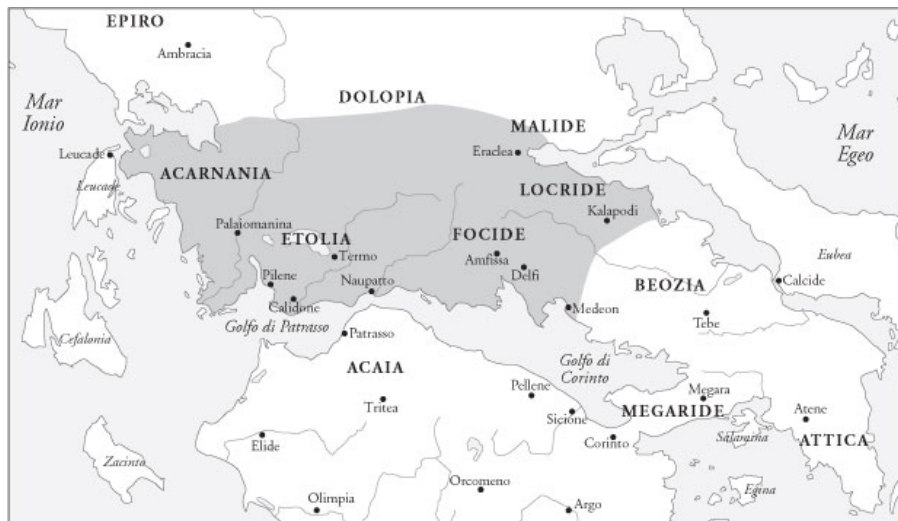 EPIRO
Ambracia
Mar
Ionio
DOLOPIA
MALIDE
Mar
Egeo
Leucade
Eraclea
ACARNANIA
Leucade
LOCRIDE
Kalapodi
Palaiomanina
ETOLIA
FOCIDE
Termo
Amfissa
Delfi
Eubea
Pilene
Naupatto
BEOZIA
Calcide
Calidone
Medeon
Tebe
Golfo di Patrasso
Patrasso
Cefalonia
ACAIA
Golfo di
Corinto
Pellene
Megara
Tritea
Sicione
MEGARIDE
Atene
Elide
Corinto
Salamina
ATTICA
Zacinto
Orcomeno
Egina
Olimpia
Argo